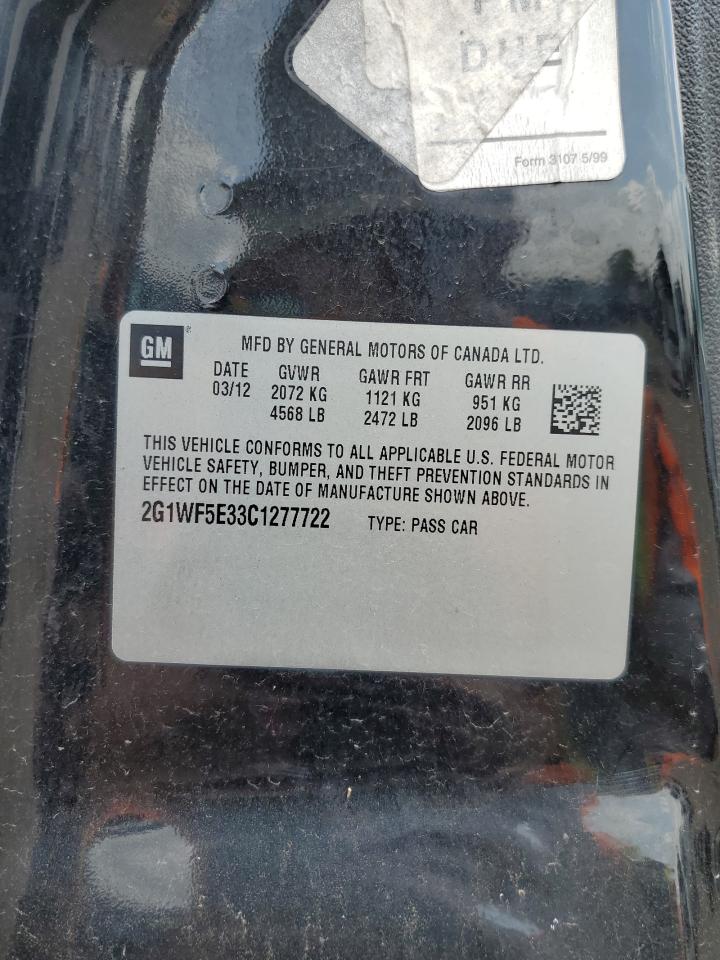 PM
DUE
Form 3107 5/99
GM
MFD BY GENERAL MOTORS OF CANADA LTD.
DATE GVWR GAWR FRT GAWR RR
03/12 2072 KG 1121 KG 951 KG
4568 LB 2472 LB 2096 LB
THIS VEHICLE CONFORMS TO ALL APPLICABLE U.S. FEDERAL MOTOR
VEHICLE SAFETY, BUMPER, AND THEFT PREVENTION STANDARDS IN
EFFECT ON THE DATE OF MANUFACTURE SHOWN ABOVE.
2G1WF5E33C1277722 TYPE: PASS CAR